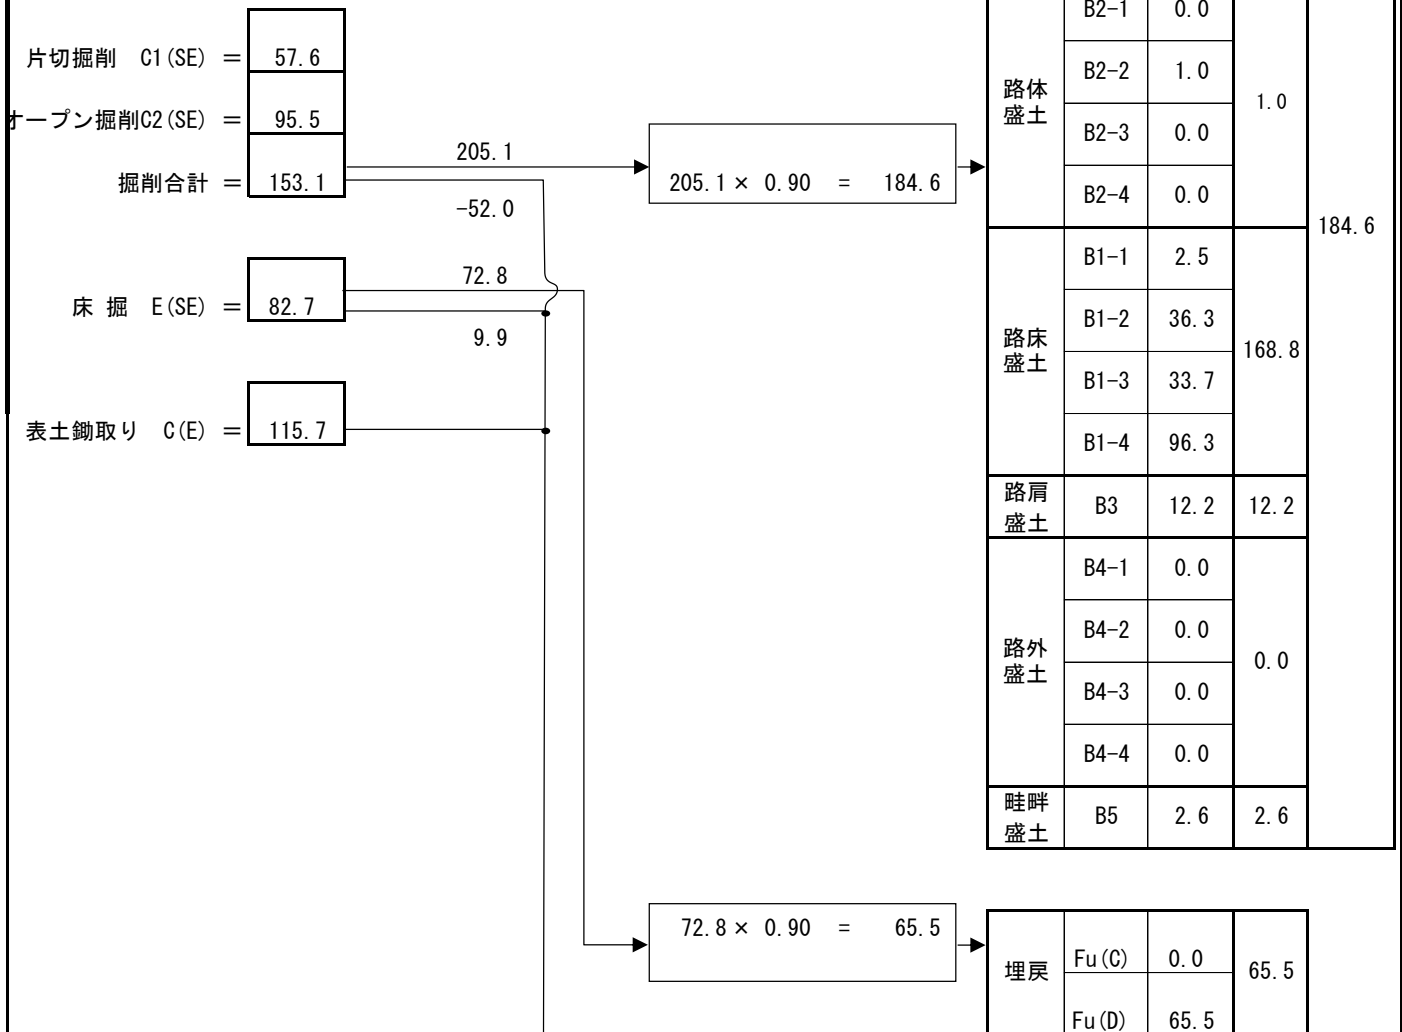 片切掘削 C1(SE) ＝ 57.6
オープン掘削C2(SE) ＝ 95.5
掘削合計 ＝ 153.1
205.1
-52.0
205.1 × 0.90 = 184.6
床 掘 E(SE) ＝ 82.7
72.8
9.9
表土鋤取り C(E) ＝ 115.7
路体
盛土
B2-1 0.0
B2-2 1.0
B2-3 0.0
B2-4 0.0
1.0
路床
盛土
B1-1 2.5
B1-2 36.3
B1-3 33.7
B1-4 96.3
168.8
路肩
盛土
B3 12.2 12.2
路外
盛土
B4-1 0.0
B4-2 0.0
B4-3 0.0
B4-4 0.0
0.0
畦畔
盛土
B5 2.6 2.6
184.6
72.8 × 0.90 = 65.5
埋戻
Fu(C) 0.0
Fu(D) 65.5
65.5